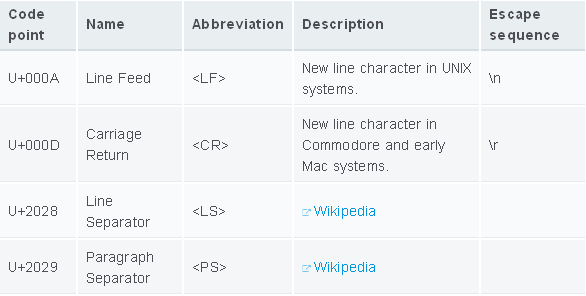 Code point Name Abbreviation Description Escape sequence
U+000A Line Feed <LF> New line character in UNIX systems. \n
U+000D Carriage Return <CR> New line character in Commodore and early Mac systems. \r
U+2028 Line Separator <LS> Wikipedia
U+2029 Paragraph Separator <PS> Wikipedia